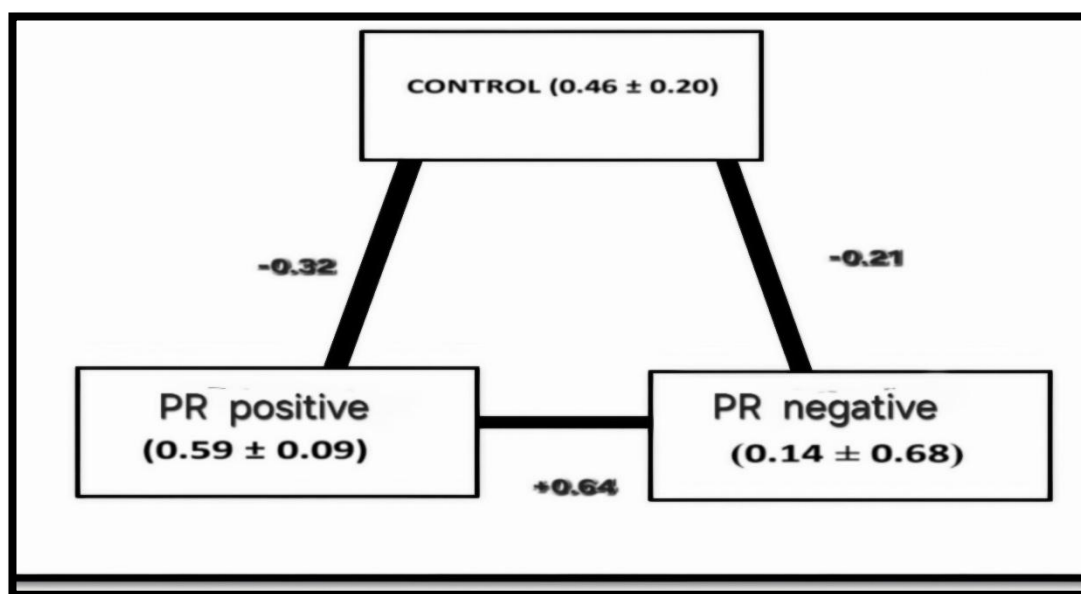 CONTROL (0.46 ± 0.20)
-0.32
-0.21
PR positive
(0.59 ± 0.09)
+0.64
PR negative
(0.14 ± 0.68)